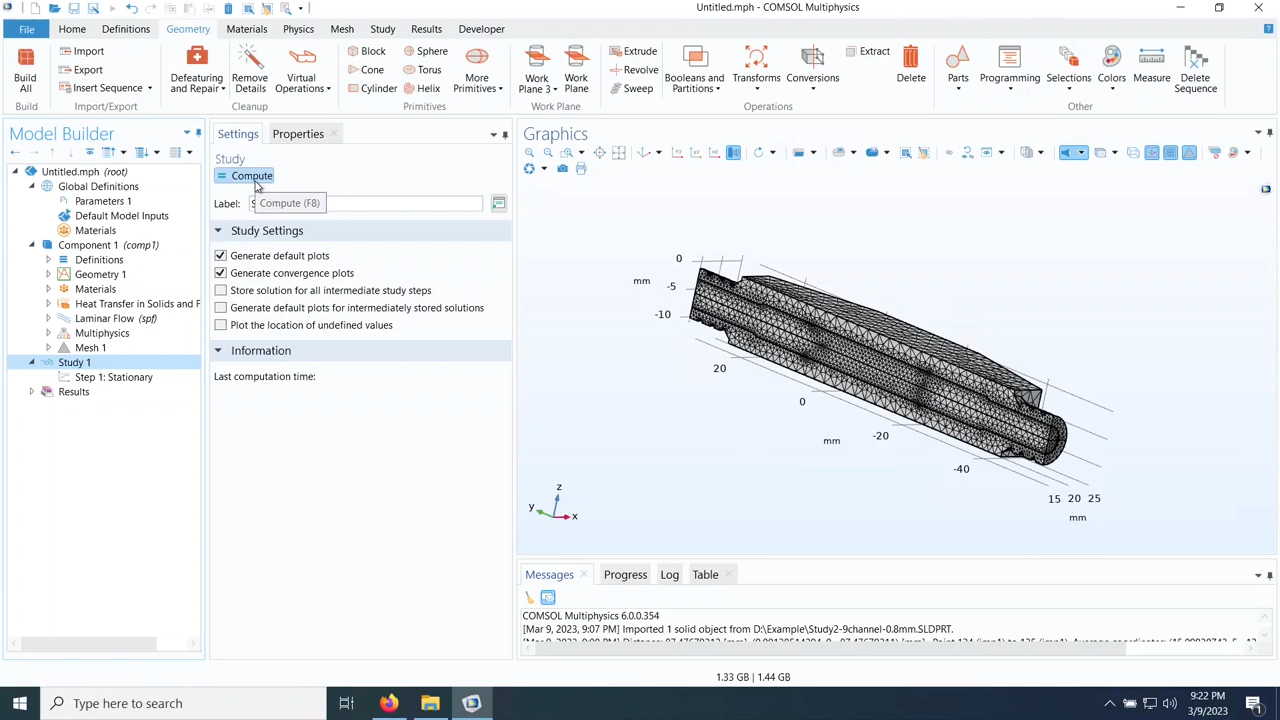 Untitled.mph - COMSOL Multiphysics
File Home Definitions Geometry Materials Physics Mesh Study Results Developer
Build All
Build
Import
Export
Insert Sequence
Import/Export
Defeaturing and Repair
Remove Details
Virtual Operations
Cleanup
Block
Cone
Cylinder
Sphere
Torus
Helix
More Primitives
Primitives
Work Plane 3
Work Plane
Work Plane
Extrude
Revolve
Sweep
Booleans and Partitions
Transforms
Conversions
Extract
Delete
Operations
Parts
Programming
Selections
Colors
Measure
Delete Sequence
Other
Model Builder
Untitled.mph (root)
Global Definitions
Parameters 1
Default Model Inputs
Materials
Component 1 (comp1)
Definitions
Geometry 1
Materials
Heat Transfer in Solids and F
Laminar Flow (spf)
Multiphysics
Mesh 1
Study 1
Step 1: Stationary
Results
Settings Properties
Study
Compute
Compute (F8)
Label:
Study Settings
Generate default plots
Generate convergence plots
Store solution for all intermediate study steps
Generate default plots for intermediately stored solutions
Plot the location of undefined values
Information
Last computation time:
Graphics
0
mm
-5
-10
20
0
mm
-20
-40
15 20 25
mm
z
y
x
Messages Progress Log Table
COMSOL Multiphysics 6.0.0.354
[Mar 9, 2023, 9:07 PM] Imported 1 solid object from D:\Example\Study2-9channel-0.8mm.SLDPRT.
1.33 GB | 1.44 GB
Type here to search
9:22 PM
3/9/2023
1